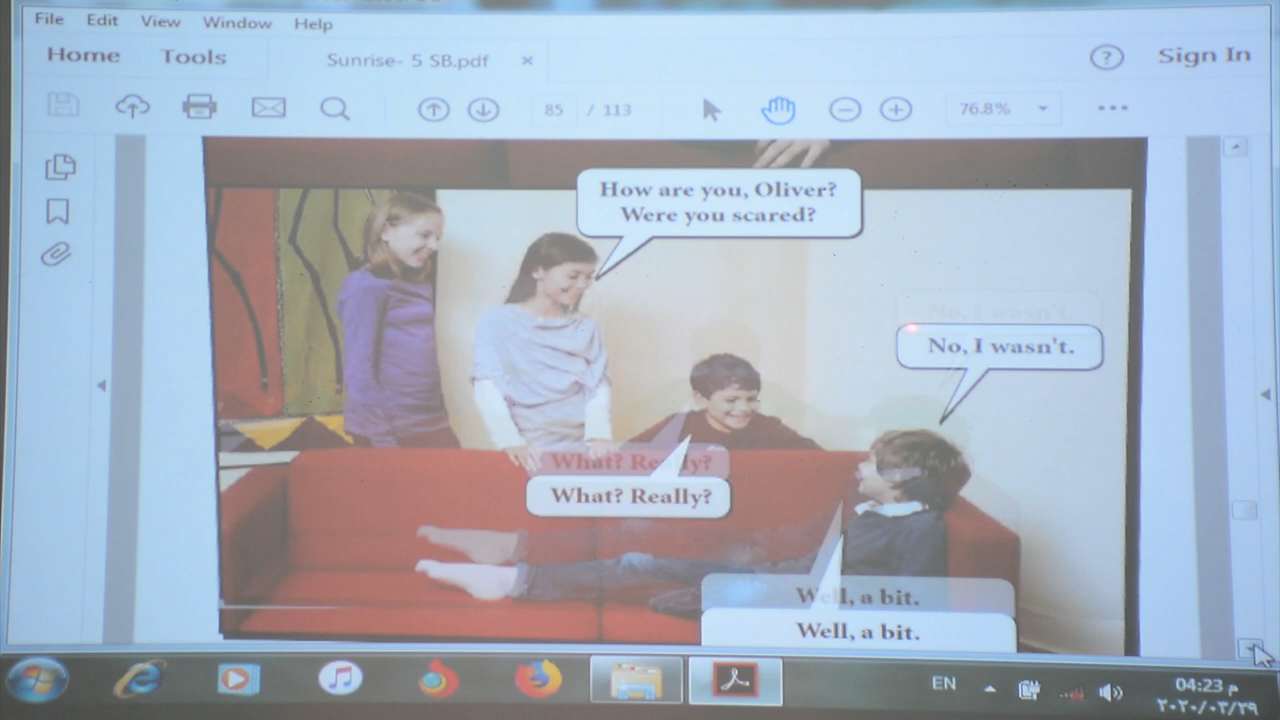 File Edit View Window Help
Home Tools Sunrise- 5 SB.pdf × ? Sign In
85 / 113 76.8%
How are you, Oliver?
Were you scared?
No, I wasn't.
No, I wasn't.
What? Really?
What? Really?
Well, a bit.
Well, a bit.
EN
04:23 م
٢٠٢٠/٠٣/٢٩